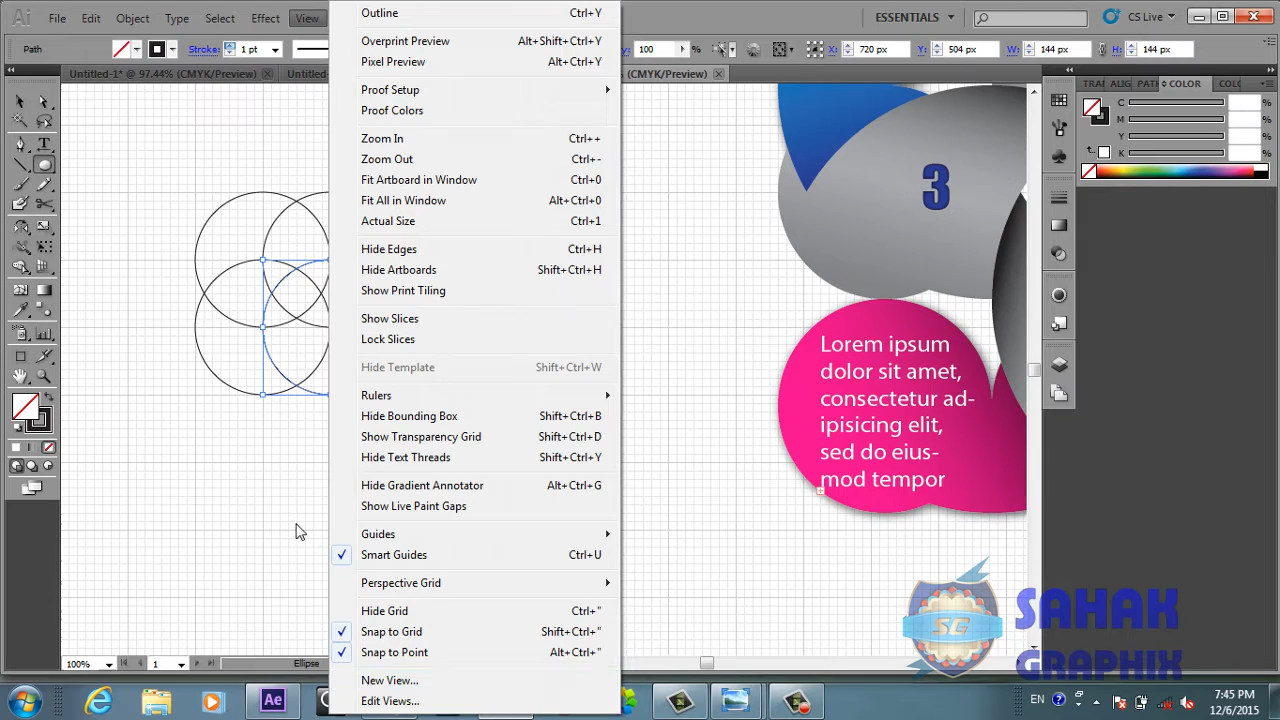 Ai File Edit Object Type Select Effect View
ESSENTIALS CS Live
Path Stroke: 1 pt 100 % X: 720 px Y: 504 px W: 144 px H: 144 px
Untitled-1* @ 97.44% (CMYK/Preview) (CMYK/Preview)
Outline Ctrl+Y
Overprint Preview Alt+Shift+Ctrl+Y
Pixel Preview Alt+Ctrl+Y
Proof Setup
Proof Colors
Zoom In Ctrl++
Zoom Out Ctrl+-
Fit Artboard in Window Ctrl+0
Fit All in Window Alt+Ctrl+0
Actual Size Ctrl+1
Hide Edges Ctrl+H
Hide Artboards Shift+Ctrl+H
Show Print Tiling
Show Slices
Lock Slices
Hide Template Shift+Ctrl+W
Rulers
Hide Bounding Box Shift+Ctrl+B
Show Transparency Grid Shift+Ctrl+D
Hide Text Threads Shift+Ctrl+Y
Hide Gradient Annotator Alt+Ctrl+G
Show Live Paint Gaps
Guides
Smart Guides Ctrl+U
Perspective Grid
Hide Grid Ctrl+"
Snap to Grid Shift+Ctrl+"
Snap to Point Alt+Ctrl+"
New View...
Edit Views...
3
Lorem ipsum
dolor sit amet,
consectetur ad-
ipisicing elit,
sed do eius-
mod tempor
COLOR
C %
M %
Y %
K %
SG
SAHAK
GRAPHIX
100% 1 Ellipse
Ae
EN
7:45 PM
12/6/2015